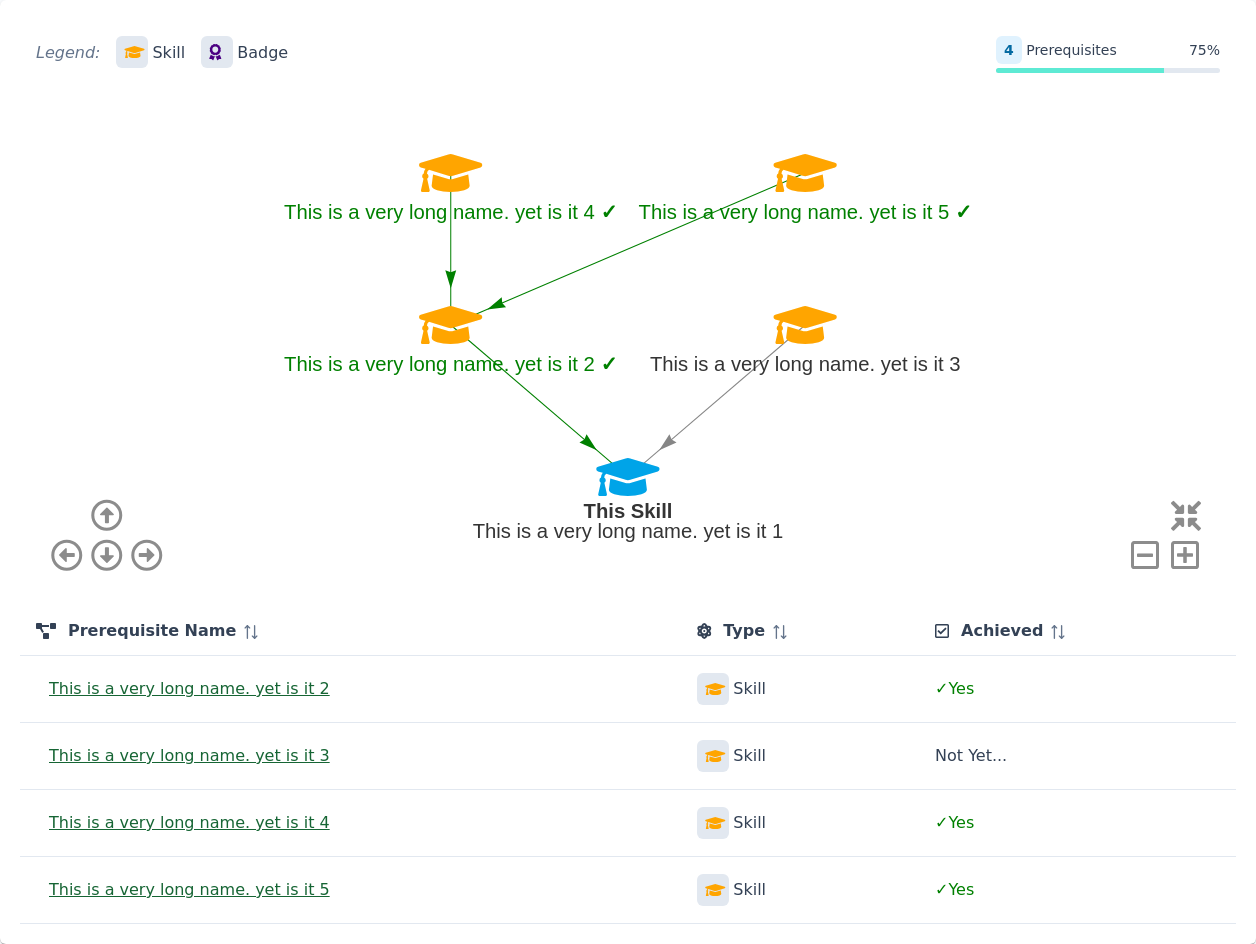 Legend: Skill Badge
4 Prerequisites 75%
This is a very long name. yet is it 4 ✓ This is a very long name. yet is it 5 ✓
This is a very long name. yet is it 2 ✓ This is a very long name. yet is it 3
This Skill
This is a very long name. yet is it 1
Prerequisite Name Type Achieved
This is a very long name. yet is it 2 Skill ✓Yes
This is a very long name. yet is it 3 Skill Not Yet...
This is a very long name. yet is it 4 Skill ✓Yes
This is a very long name. yet is it 5 Skill ✓Yes